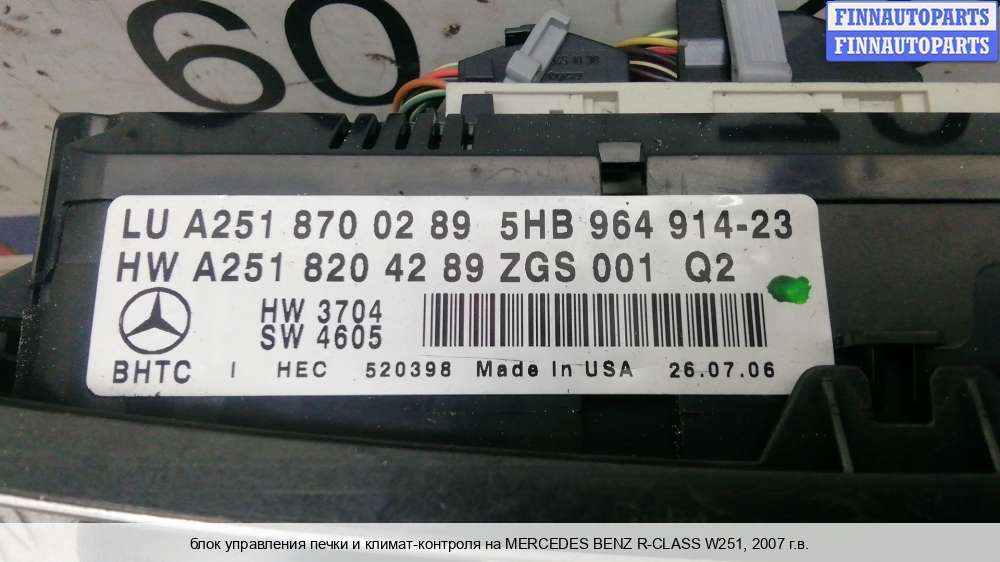 60
FINNAUTOPARTS
FINNAUTOPARTS
LU A251 870 02 89 5HB 964 914-23
HW A251 820 42 89 ZGS 001 Q2
HW 3704
SW 4605
BHTC I HEC 520398 Made In USA 26.07.06
блок управления печки и климат-контроля на MERCEDES BENZ R-CLASS W251, 2007 г.в.